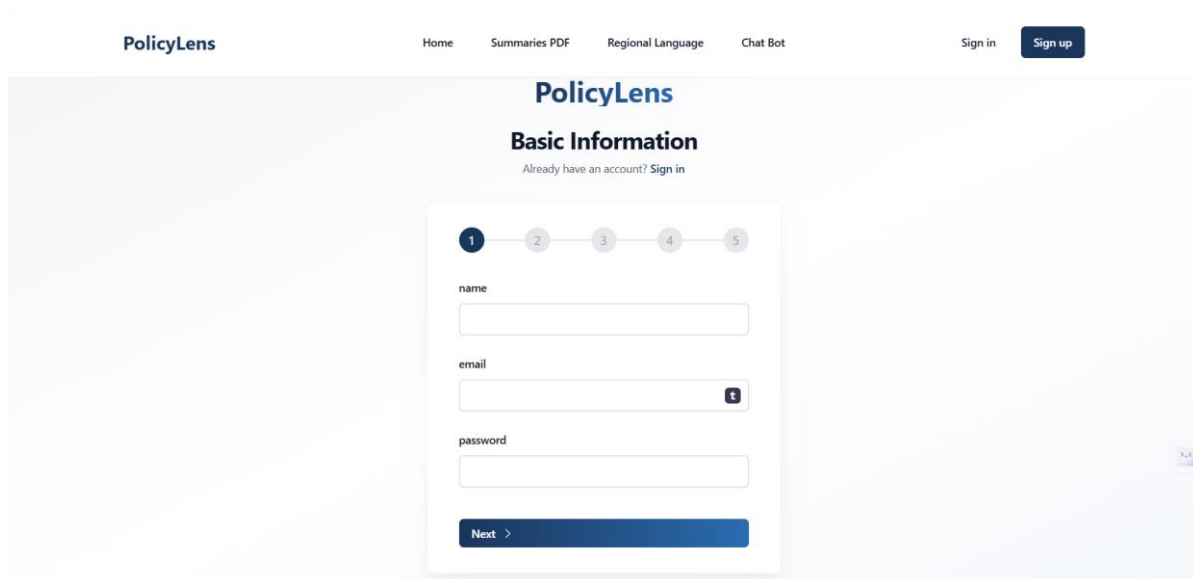 PolicyLens Home Summaries PDF Regional Language Chat Bot Sign in Sign up
PolicyLens
Basic Information
Already have an account? Sign in
1 2 3 4 5
name
email
t
password
Next >